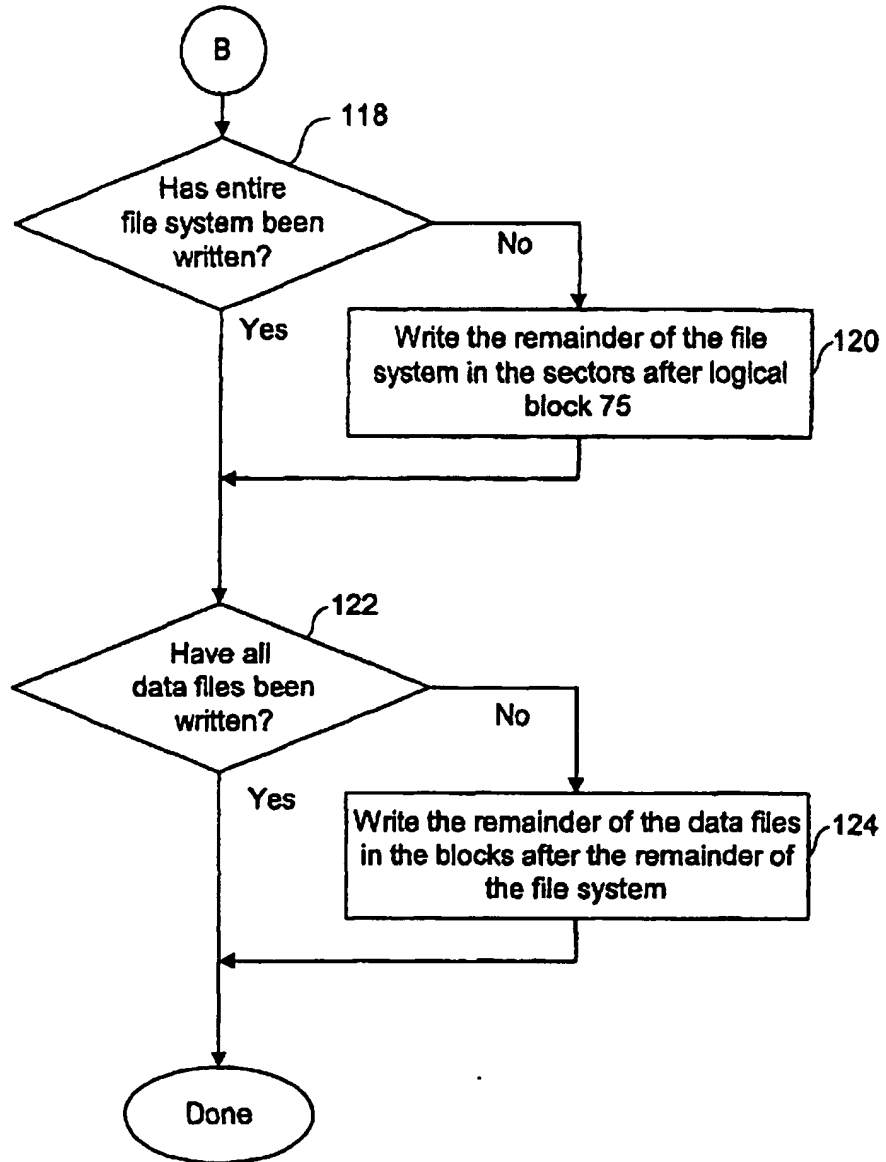 B
118
Has entire
file system been
written?
No
Yes
Write the remainder of the file
system in the sectors after logical
block 75
120
122
Have all
data files been
written?
No
Yes
Write the remainder of the data files
in the blocks after the remainder of
the file system
124
Done